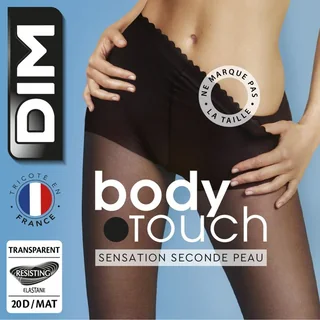 DIM
NE MARQUE PAS
LA TAILLE
TRICOTÉ EN
FRANCE
body
touch
SENSATION SECONDE PEAU
TRANSPARENT
RESISTING
ELASTANE
20D/MAT